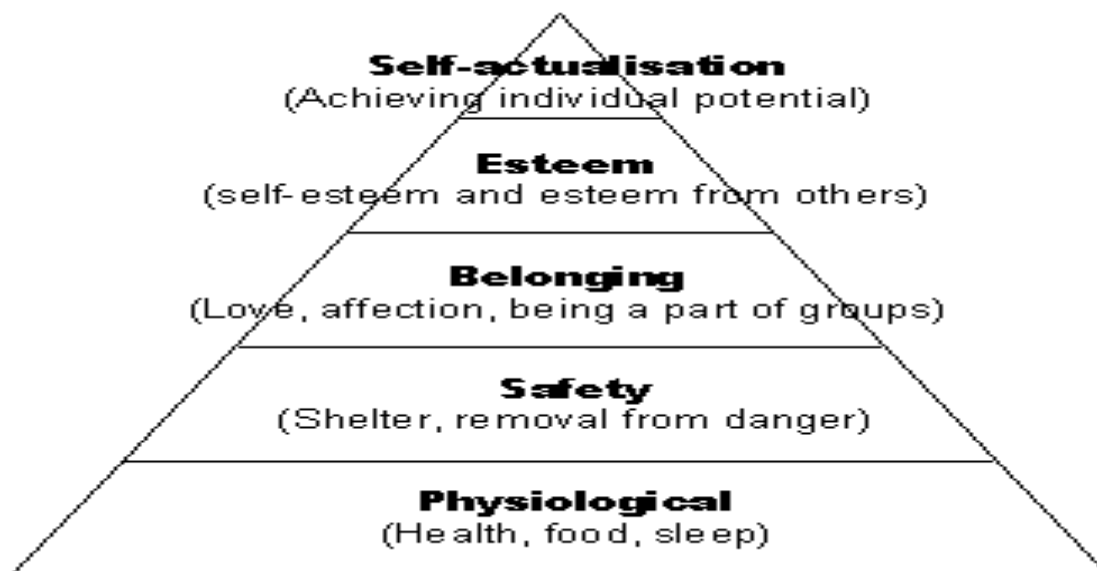 Self-actualisation
(Achieving individual potential)
Esteem
(self-esteem and esteem from others)
Belonging
(Love, affection, being a part of groups)
Safety
(Shelter, removal from danger)
Physiological
(Health, food, sleep)